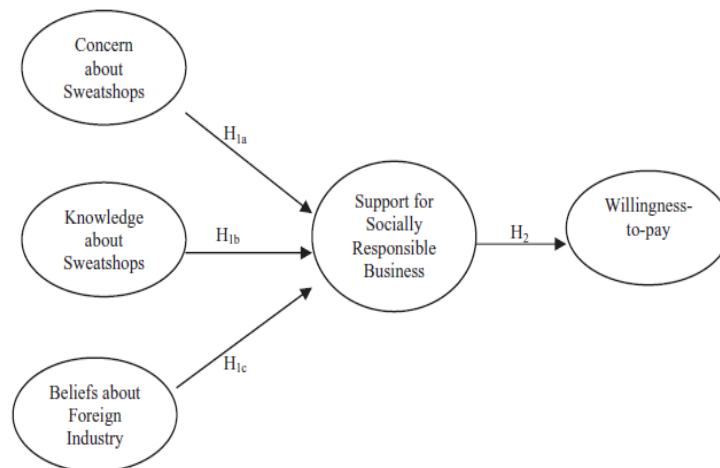 Concern
about
Sweatshops
H1a
Knowledge
about
Sweatshops
H1b
Support for
Socially
Responsible
Business
H2
Willingness-
to-pay
H1c
Beliefs about
Foreign
Industry